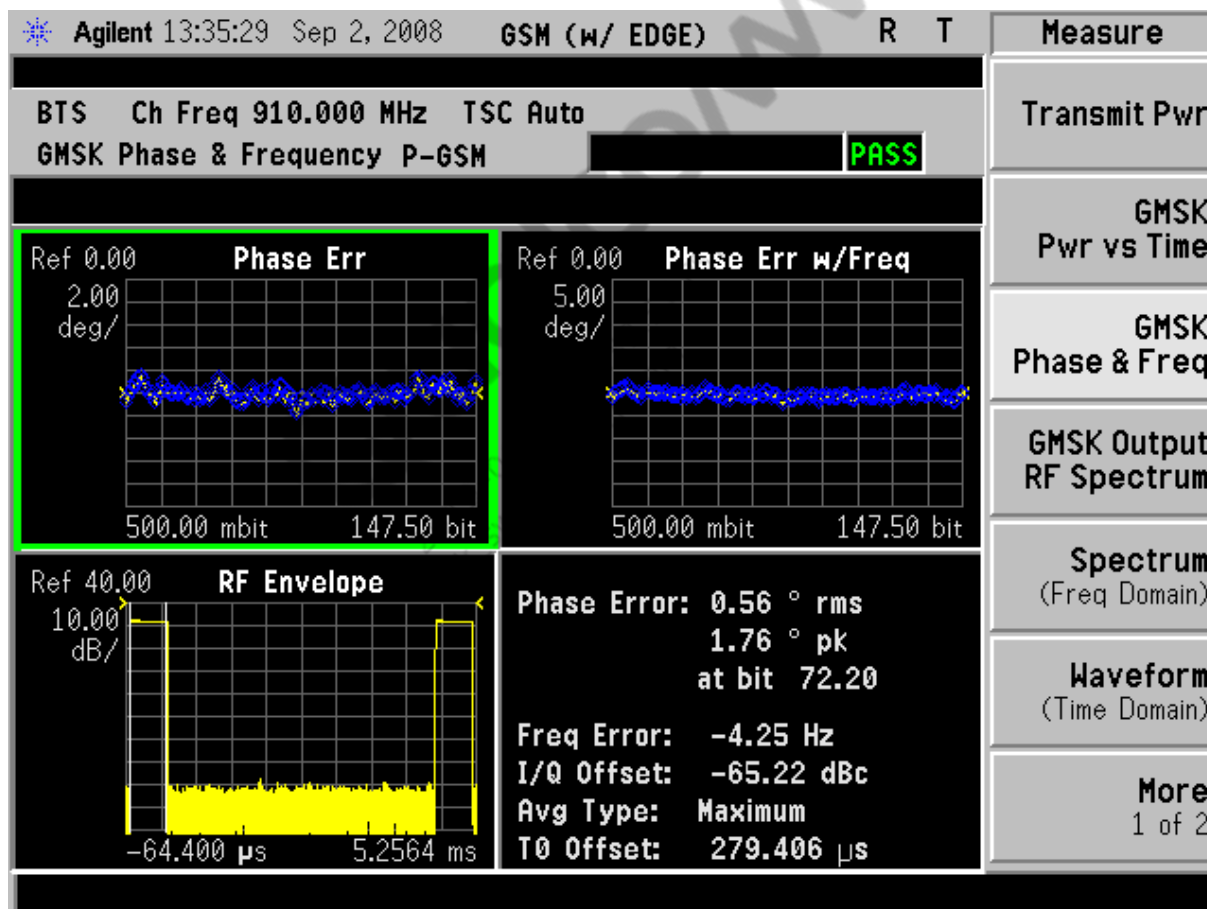 Agilent 13:35:29 Sep 2, 2008 GSM (w/ EDGE) R T
BTS Ch Freq 910.000 MHz TSC Auto
GMSK Phase & Frequency P-GSM PASS
Ref 0.00 Phase Err
2.00
deg/
500.00 mbit 147.50 bit
Ref 0.00 Phase Err w/Freq
5.00
deg/
500.00 mbit 147.50 bit
Ref 40.00 RF Envelope
10.00
dB/
-64.400 µs 5.2564 ms
Phase Error: 0.56 ° rms
1.76 ° pk
at bit 72.20
Freq Error: -4.25 Hz
I/Q Offset: -65.22 dBc
Avg Type: Maximum
T0 Offset: 279.406 µs
Measure
Transmit Pwr
GMSK
Pwr vs Time
GMSK
Phase & Freq
GMSK Output
RF Spectrum
Spectrum
(Freq Domain)
Waveform
(Time Domain)
More
1 of 2